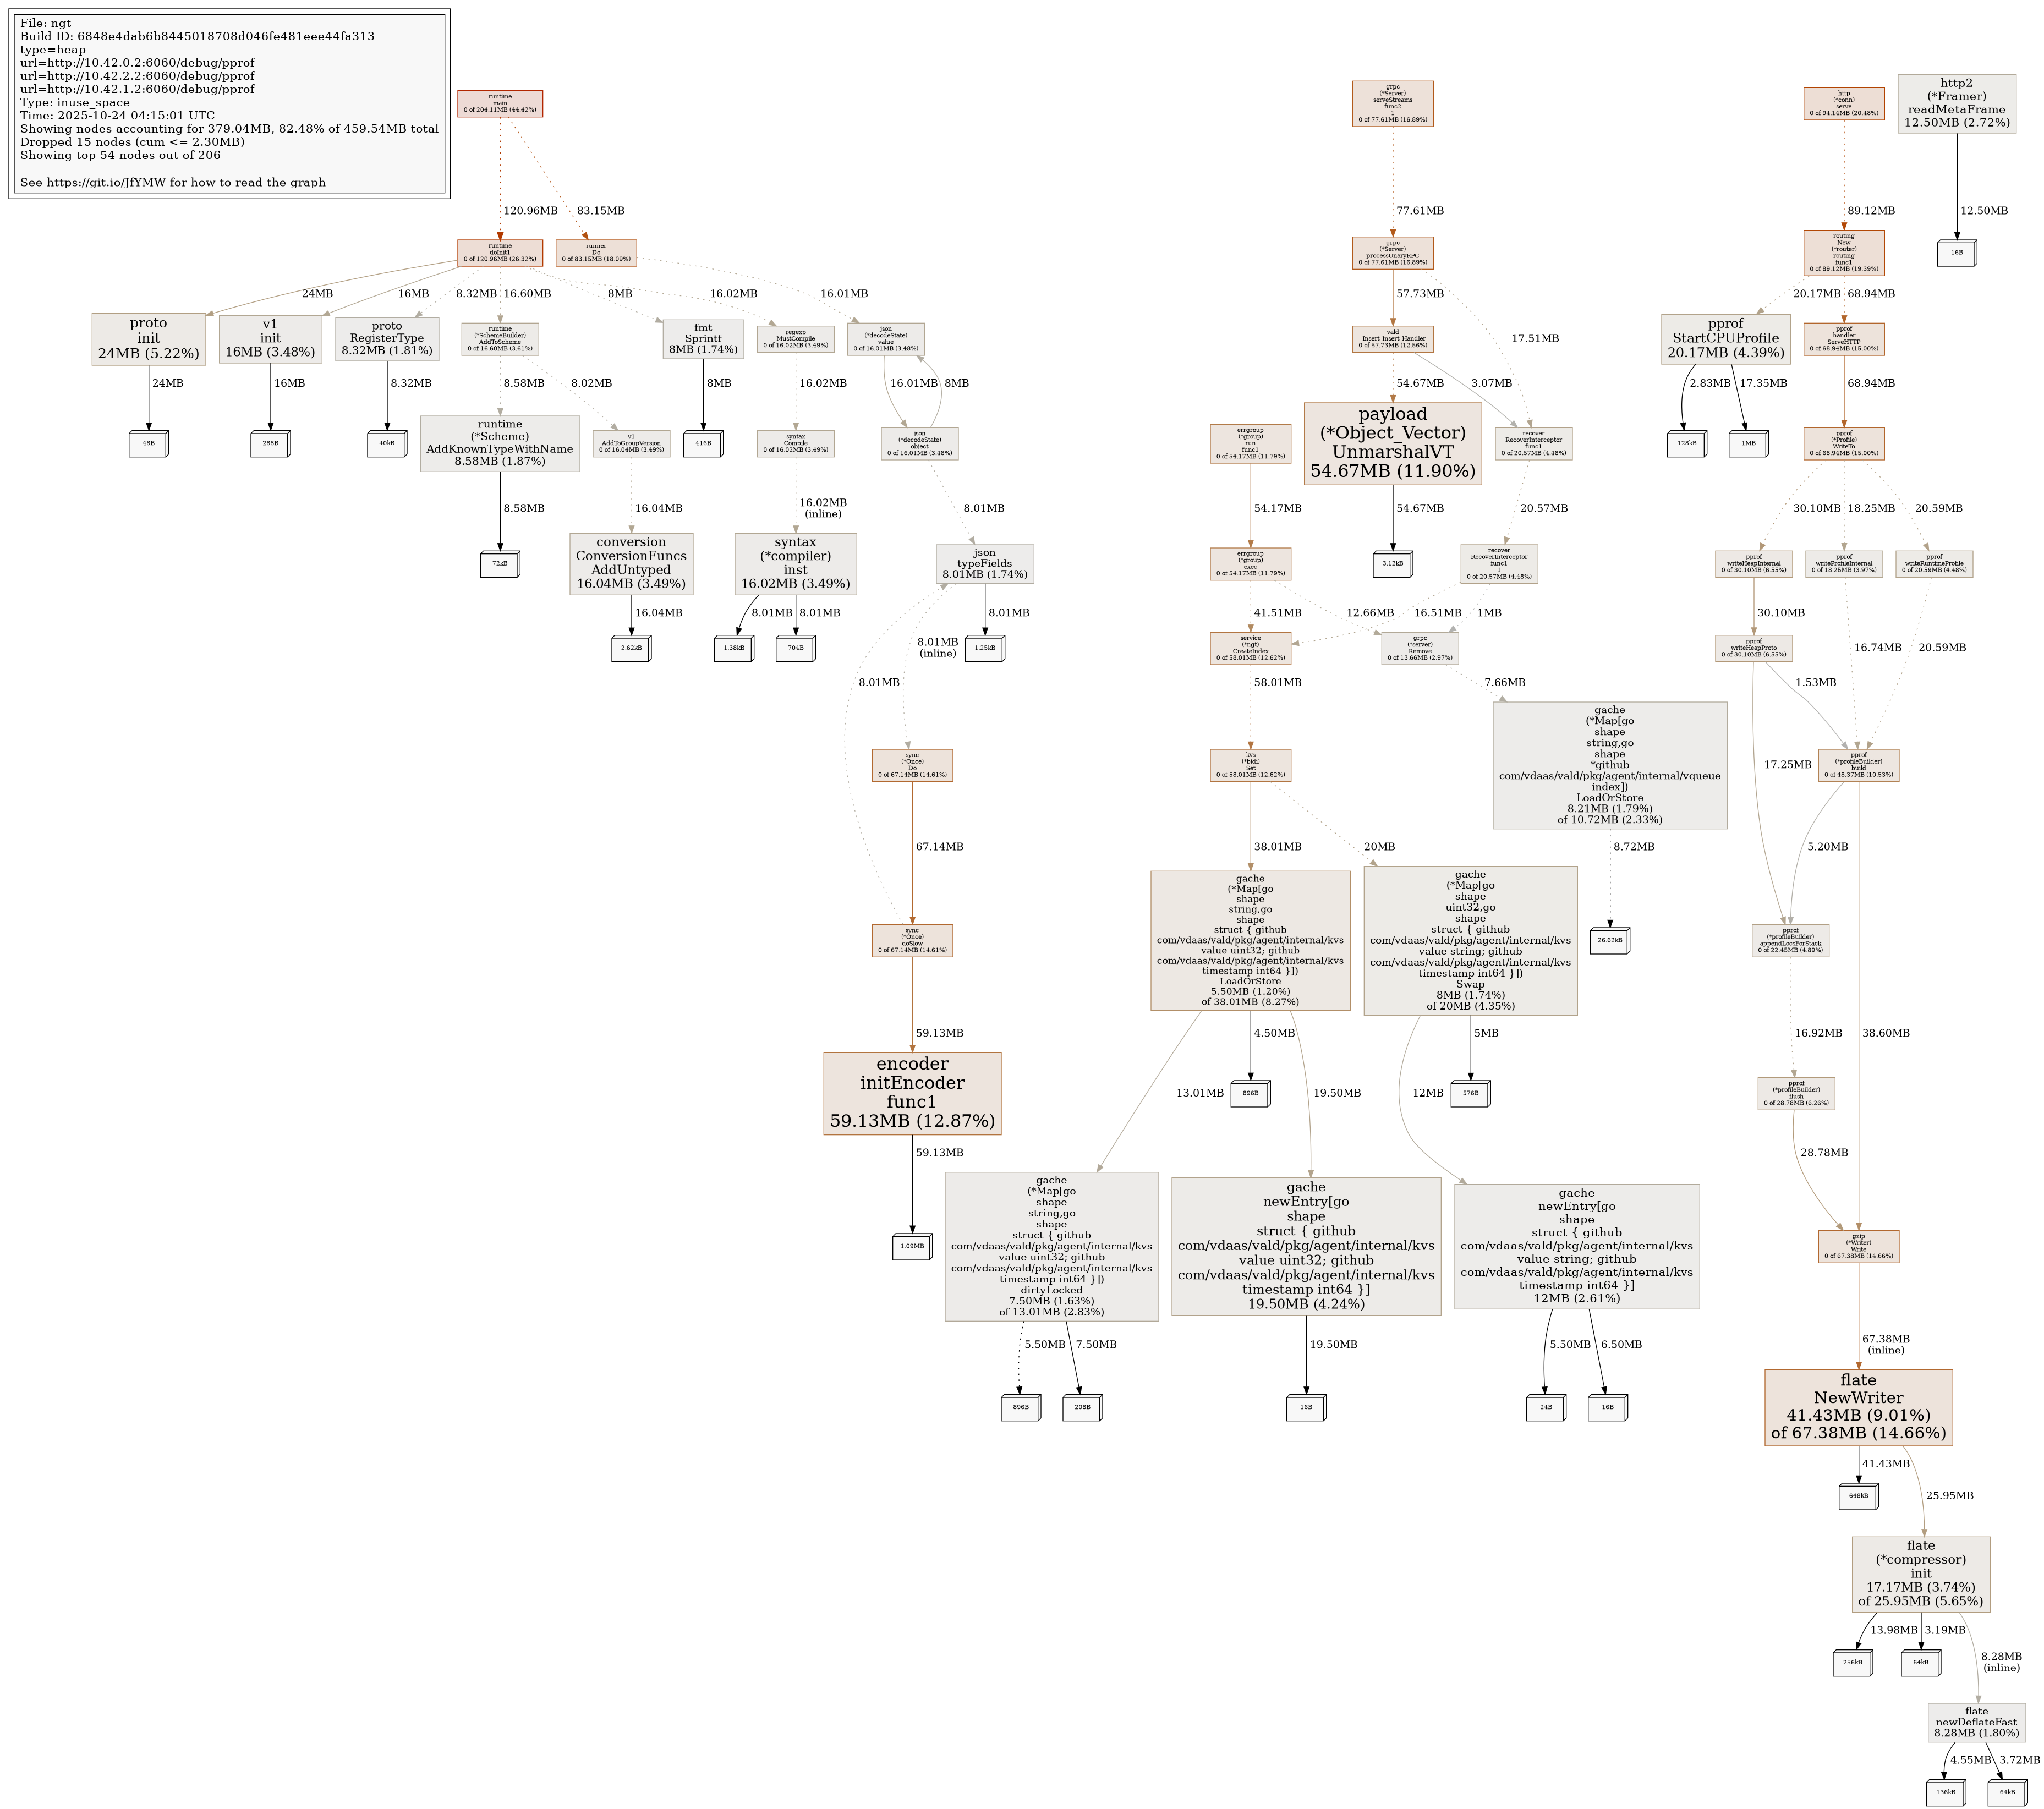 File: ngt
Build ID: 6848e4dab6b8445018708d046fe481eee44fa313
type=heap
url=http://10.42.0.2:6060/debug/pprof
url=http://10.42.2.2:6060/debug/pprof
url=http://10.42.1.2:6060/debug/pprof
Type: inuse_space
Time: 2025-10-24 04:15:01 UTC
Showing nodes accounting for 379.04MB, 82.48% of 459.54MB total
Dropped 15 nodes (cum <= 2.30MB)
Showing top 54 nodes out of 206
See https://git.io/JfYMW for how to read the graph
runtime
main
0 of 204.11MB (44.42%)
grpc
(*Server)
serveStreams
func2
1
0 of 77.61MB (16.89%)
http
(*conn)
serve
0 of 94.14MB (20.48%)
http2
(*Framer)
readMetaFrame
12.50MB (2.72%)
120.96MB
83.15MB
77.61MB
89.12MB
12.50MB
runtime
doInit1
0 of 120.96MB (26.32%)
runner
Do
0 of 83.15MB (18.09%)
grpc
(*Server)
processUnaryRPC
0 of 77.61MB (16.89%)
routing
New
(*router)
routing
func1
0 of 89.12MB (19.39%)
16B
24MB
16MB
8.32MB
16.60MB
8MB
16.02MB
16.01MB
57.73MB
17.51MB
20.17MB
68.94MB
proto
init
24MB (5.22%)
v1
init
16MB (3.48%)
proto
RegisterType
8.32MB (1.81%)
runtime
(*SchemeBuilder)
AddToScheme
0 of 16.60MB (3.61%)
fmt
Sprintf
8MB (1.74%)
regexp
MustCompile
0 of 16.02MB (3.49%)
json
(*decodeState)
value
0 of 16.01MB (3.48%)
vald
_Insert_Insert_Handler
0 of 57.73MB (12.56%)
pprof
StartCPUProfile
20.17MB (4.39%)
pprof
handler
ServeHTTP
0 of 68.94MB (15.00%)
24MB
16MB
8.32MB
8.58MB
8.02MB
8MB
16.02MB
16.01MB
8MB
54.67MB
3.07MB
2.83MB
17.35MB
68.94MB
48B
288B
40kB
runtime
(*Scheme)
AddKnownTypeWithName
8.58MB (1.87%)
v1
AddToGroupVersion
0 of 16.04MB (3.49%)
416B
syntax
Compile
0 of 16.02MB (3.49%)
json
(*decodeState)
object
0 of 16.01MB (3.48%)
errgroup
(*group)
run
func1
0 of 54.17MB (11.79%)
payload
(*Object_Vector)
UnmarshalVT
54.67MB (11.90%)
recover
RecoverInterceptor
func1
0 of 20.57MB (4.48%)
128kB
1MB
pprof
(*Profile)
WriteTo
0 of 68.94MB (15.00%)
8.58MB
16.04MB
16.02MB
(inline)
8.01MB
54.17MB
54.67MB
20.57MB
30.10MB
18.25MB
20.59MB
72kB
conversion
ConversionFuncs
AddUntyped
16.04MB (3.49%)
syntax
(*compiler)
inst
16.02MB (3.49%)
json
typeFields
8.01MB (1.74%)
errgroup
(*group)
exec
0 of 54.17MB (11.79%)
3.12kB
recover
RecoverInterceptor
func1
1
0 of 20.57MB (4.48%)
pprof
writeHeapInternal
0 of 30.10MB (6.55%)
pprof
writeProfileInternal
0 of 18.25MB (3.97%)
pprof
writeRuntimeProfile
0 of 20.59MB (4.48%)
16.04MB
8.01MB
8.01MB
8.01MB
(inline)
8.01MB
41.51MB
12.66MB
16.51MB
1MB
30.10MB
2.62kB
1.38kB
704B
1.25kB
service
(*ngt)
CreateIndex
0 of 58.01MB (12.62%)
grpc
(*server)
Remove
0 of 13.66MB (2.97%)
pprof
writeHeapProto
0 of 30.10MB (6.55%)
16.74MB
20.59MB
8.01MB
58.01MB
7.66MB
1.53MB
sync
(*Once)
Do
0 of 67.14MB (14.61%)
kvs
(*bidi)
Set
0 of 58.01MB (12.62%)
gache
(*Map[go
shape
string,go
shape
*github
com/vdaas/vald/pkg/agent/internal/vqueue
index])
LoadOrStore
8.21MB (1.79%)
of 10.72MB (2.33%)
17.25MB
pprof
(*profileBuilder)
build
0 of 48.37MB (10.53%)
67.14MB
38.01MB
20MB
8.72MB
5.20MB
sync
(*Once)
doSlow
0 of 67.14MB (14.61%)
gache
(*Map[go
shape
string,go
shape
struct { github
com/vdaas/vald/pkg/agent/internal/kvs
value uint32; github
com/vdaas/vald/pkg/agent/internal/kvs
timestamp int64 }])
LoadOrStore
5.50MB (1.20%)
of 38.01MB (8.27%)
gache
(*Map[go
shape
uint32,go
shape
struct { github
com/vdaas/vald/pkg/agent/internal/kvs
value string; github
com/vdaas/vald/pkg/agent/internal/kvs
timestamp int64 }])
Swap
8MB (1.74%)
of 20MB (4.35%)
26.62kB
pprof
(*profileBuilder)
appendLocsForStack
0 of 22.45MB (4.89%)
59.13MB
4.50MB
5MB
16.92MB
38.60MB
encoder
initEncoder
func1
59.13MB (12.87%)
13.01MB
896B
19.50MB
12MB
576B
pprof
(*profileBuilder)
flush
0 of 28.78MB (6.26%)
59.13MB
28.78MB
1.09MB
gache
(*Map[go
shape
string,go
shape
struct { github
com/vdaas/vald/pkg/agent/internal/kvs
value uint32; github
com/vdaas/vald/pkg/agent/internal/kvs
timestamp int64 }])
dirtyLocked
7.50MB (1.63%)
of 13.01MB (2.83%)
gache
newEntry[go
shape
struct { github
com/vdaas/vald/pkg/agent/internal/kvs
value uint32; github
com/vdaas/vald/pkg/agent/internal/kvs
timestamp int64 }]
19.50MB (4.24%)
gache
newEntry[go
shape
struct { github
com/vdaas/vald/pkg/agent/internal/kvs
value string; github
com/vdaas/vald/pkg/agent/internal/kvs
timestamp int64 }]
12MB (2.61%)
gzip
(*Writer)
Write
0 of 67.38MB (14.66%)
5.50MB
7.50MB
19.50MB
5.50MB
6.50MB
67.38MB
(inline)
896B
208B
16B
24B
16B
flate
NewWriter
41.43MB (9.01%)
of 67.38MB (14.66%)
41.43MB
648kB
25.95MB
flate
(*compressor)
init
17.17MB (3.74%)
of 25.95MB (5.65%)
13.98MB
3.19MB
256kB
64kB
8.28MB
(inline)
flate
newDeflateFast
8.28MB (1.80%)
4.55MB
3.72MB
136kB
64kB